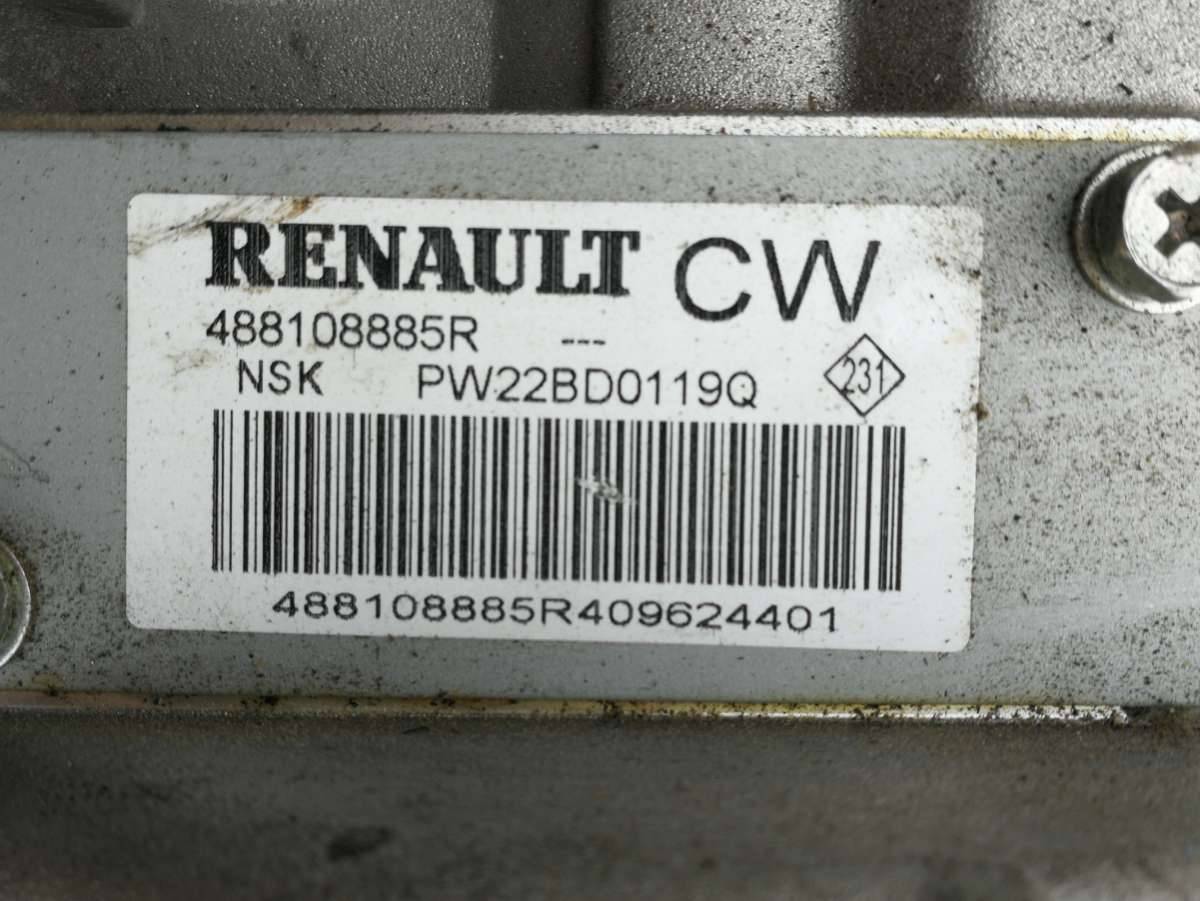 RENAULT CW
488108885R ---
NSK PW22BD0119Q 231
488108885R409624401